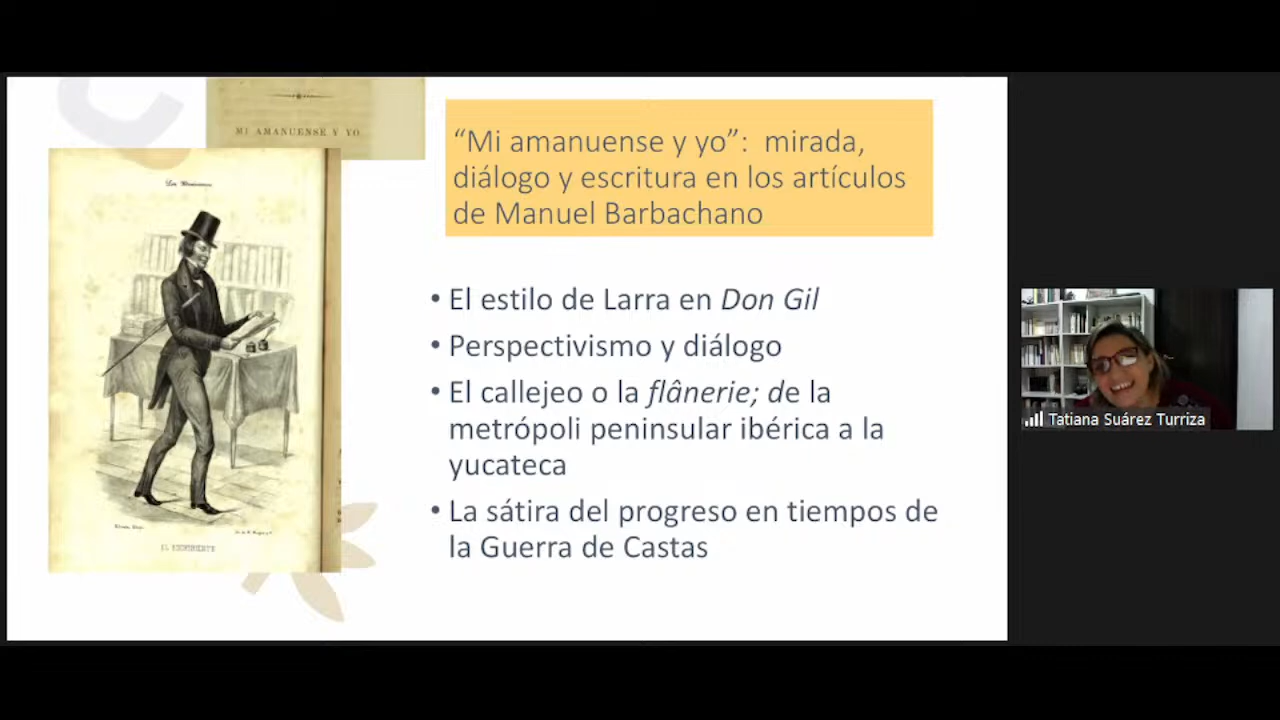 MI AMANUENSE Y YO
“Mi amanuense y yo”: mirada,
diálogo y escritura en los artículos
de Manuel Barbachano
• El estilo de Larra en Don Gil
• Perspectivismo y diálogo
• El callejeo o la flânerie; de la
metrópoli peninsular ibérica a la
yucateca
• La sátira del progreso en tiempos de
la Guerra de Castas
Tatiana Suárez Turriza